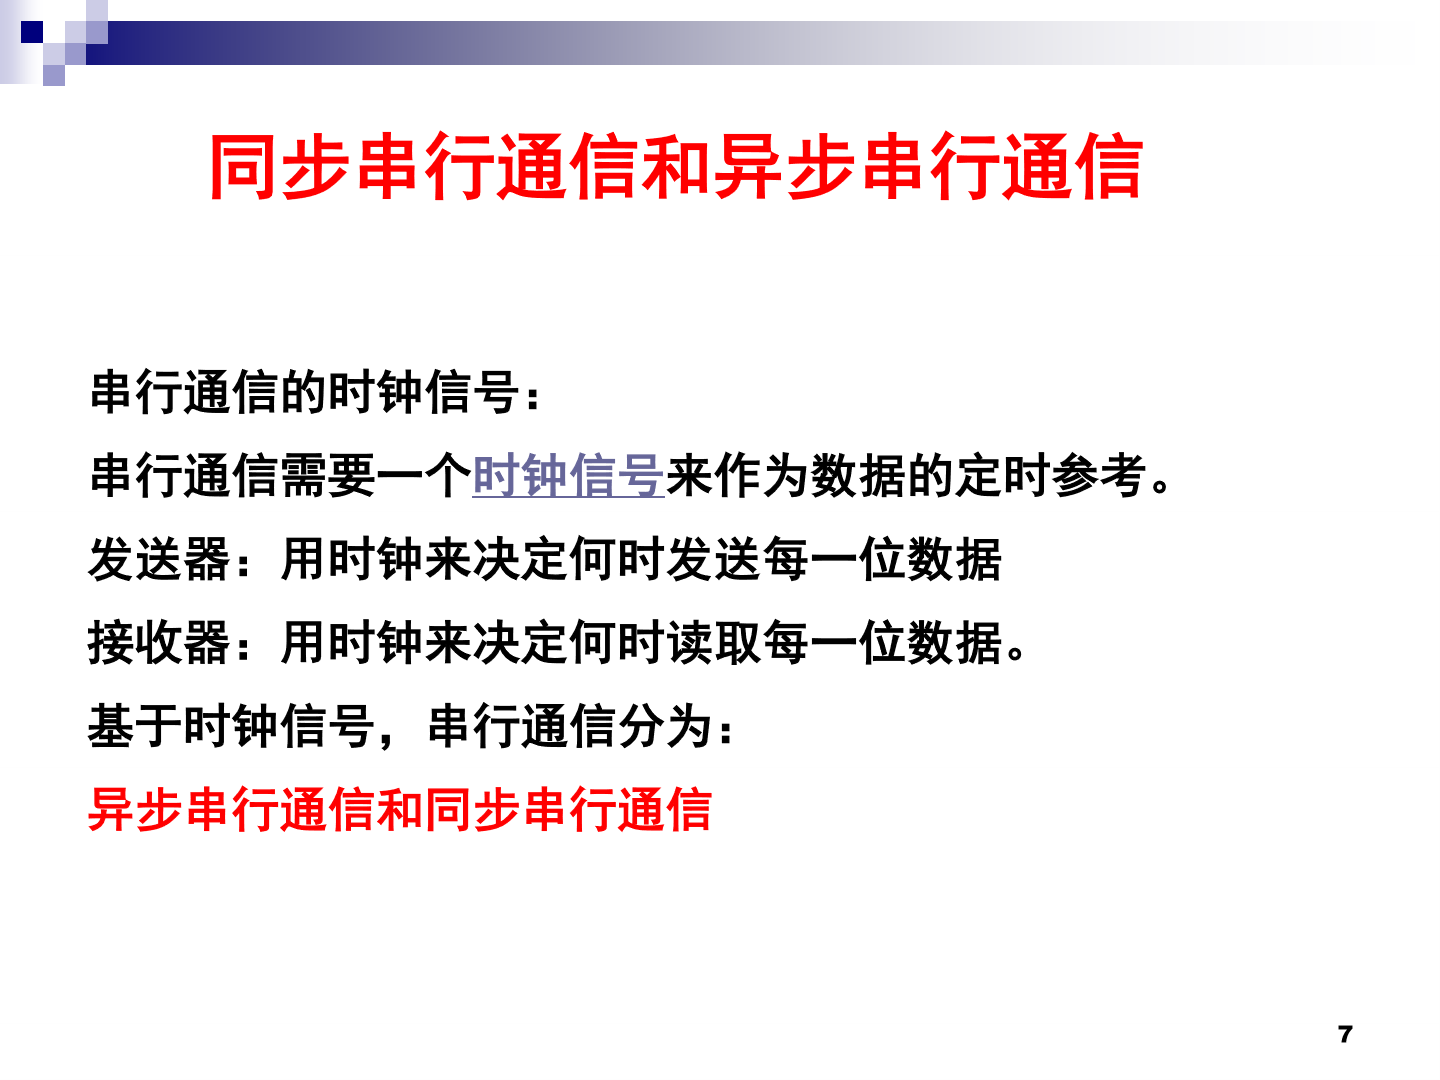 同步串行通信和异步串行通信
串行通信的时钟信号：
串行通信需要一个时钟信号来作为数据的定时参考。
发送器：用时钟来决定何时发送每一位数据
接收器：用时钟来决定何时读取每一位数据。
基于时钟信号，串行通信分为：
异步串行通信和同步串行通信
7